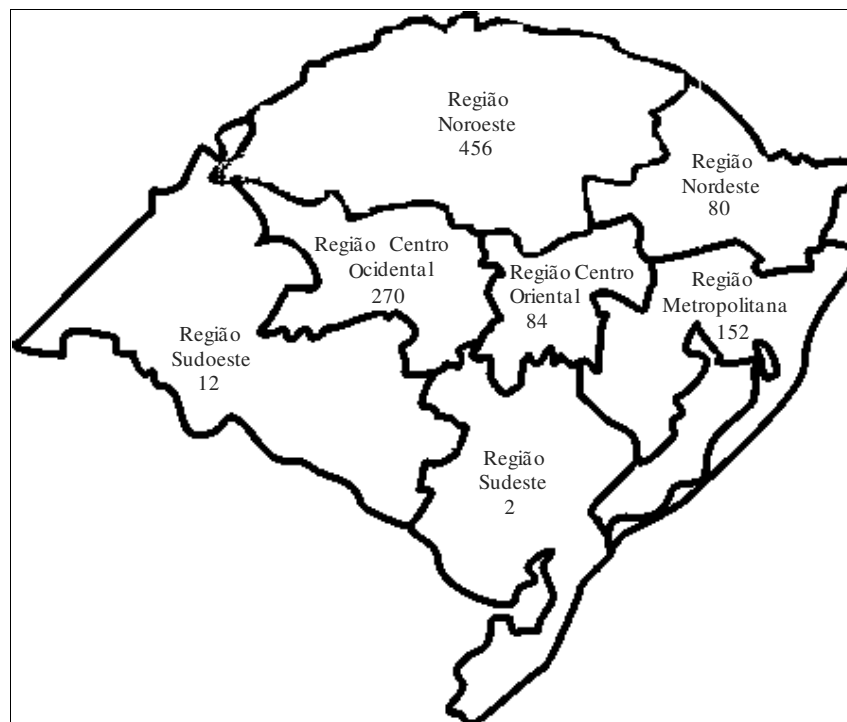 Região
Noroeste
456
Região
Nordeste
80
Região Centro
Ocidental
270
Região Centro
Oriental
84
Região
Metropolitana
152
Região
Sudoeste
12
Região
Sudeste
2